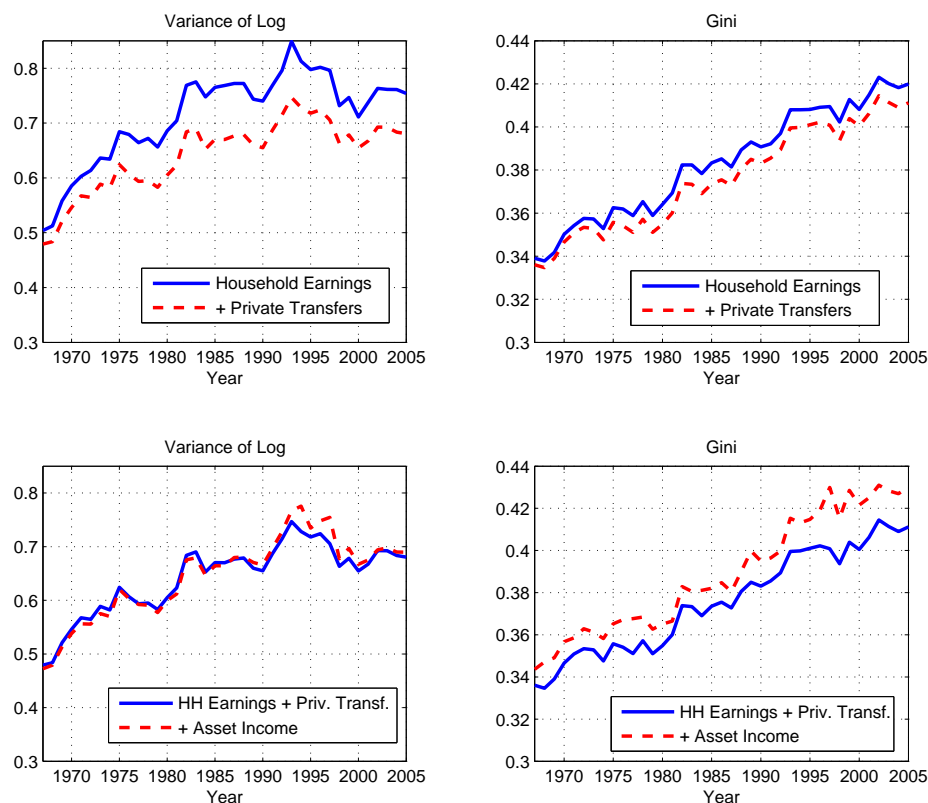 Variance of Log
0.8
0.7
0.6
0.5
0.4
0.3
Household Earnings
+ Private Transfers
1970 1975 1980 1985 1990 1995 2000 2005
Year
Gini
0.44
0.42
0.4
0.38
0.36
0.34
0.32
0.3
Household Earnings
+ Private Transfers
1970 1975 1980 1985 1990 1995 2000 2005
Year
Variance of Log
0.8
0.7
0.6
0.5
0.4
0.3
HH Earnings + Priv. Transf.
+ Asset Income
1970 1975 1980 1985 1990 1995 2000 2005
Year
Gini
0.44
0.42
0.4
0.38
0.36
0.34
0.32
0.3
HH Earnings + Priv. Transf.
+ Asset Income
1970 1975 1980 1985 1990 1995 2000 2005
Year